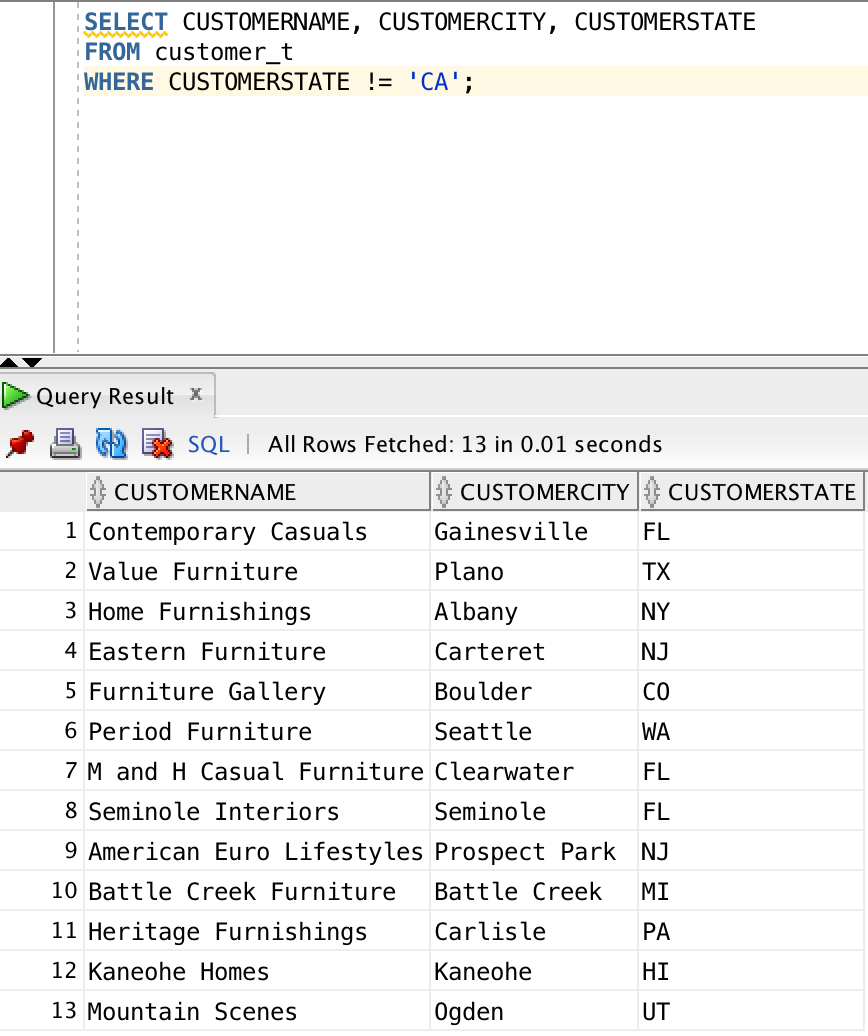 SELECT CUSTOMERNAME, CUSTOMERCITY, CUSTOMERSTATE
FROM customer_t
WHERE CUSTOMERSTATE != 'CA';
Query Result x
SQL | All Rows Fetched: 13 in 0.01 seconds
CUSTOMERNAME CUSTOMERCITY CUSTOMERSTATE
1 Contemporary Casuals Gainesville FL
2 Value Furniture Plano TX
3 Home Furnishings Albany NY
4 Eastern Furniture Carteret NJ
5 Furniture Gallery Boulder CO
6 Period Furniture Seattle WA
7 M and H Casual Furniture Clearwater FL
8 Seminole Interiors Seminole FL
9 American Euro Lifestyles Prospect Park NJ
10 Battle Creek Furniture Battle Creek MI
11 Heritage Furnishings Carlisle PA
12 Kaneohe Homes Kaneohe HI
13 Mountain Scenes Ogden UT